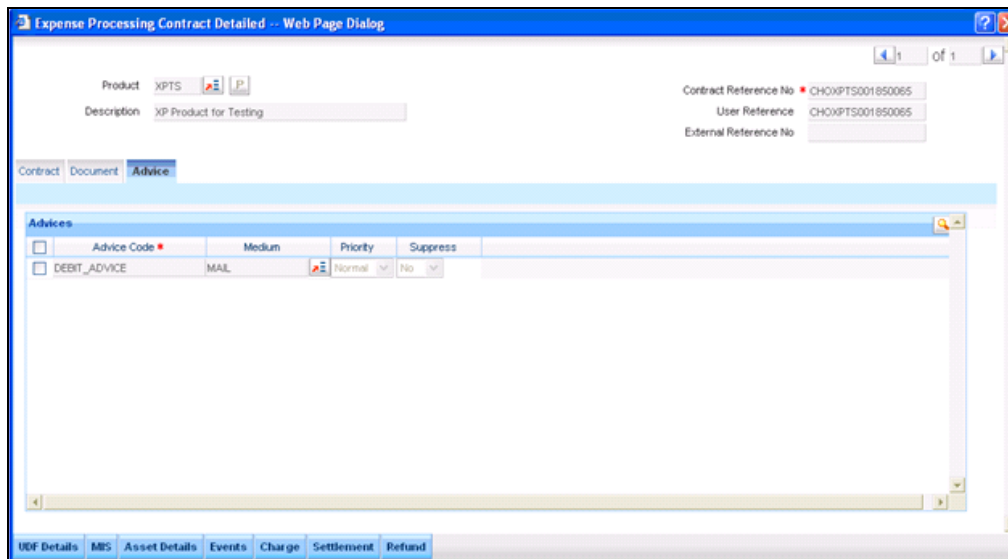 Expense Processing Contract Detailed -- Web Page Dialog
1 of 1
Product XPTS P
Contract Reference No * CHOXPTS001850065
Description XP Product for Testing
User Reference CHOXPTS001850065
External Reference No
Contract Document Advice
Advices
Advice Code * Medium Priority Suppress
DEBIT_ADVICE MAIL Normal No
UDF Details MIS Asset Details Events Charge Settlement Refund